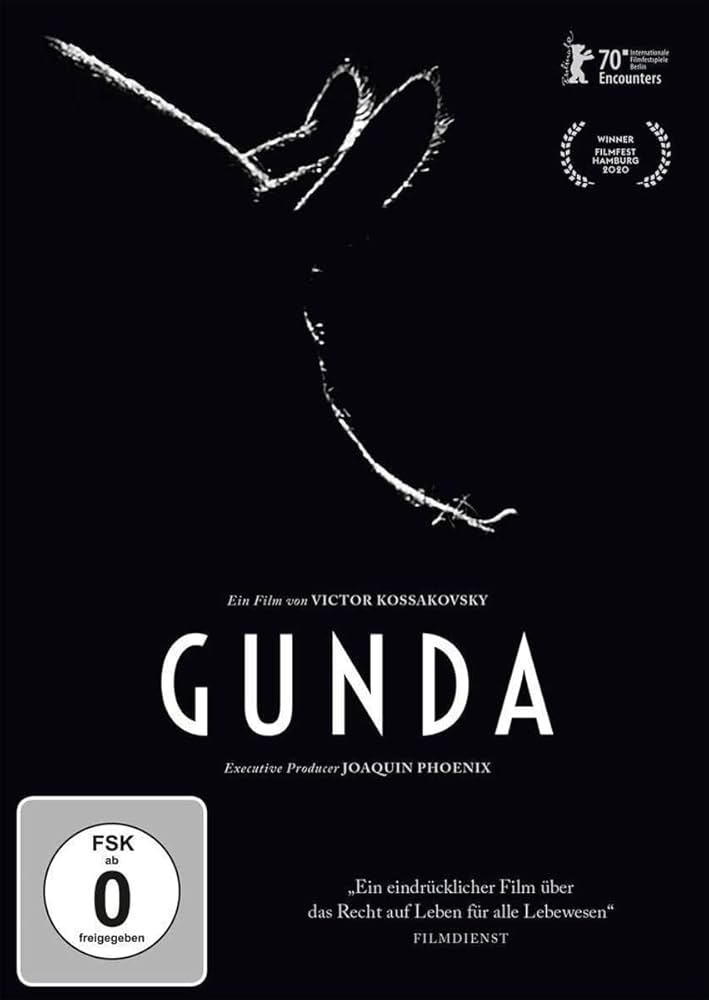 Berlinale
70 Internationale
Filmfestspiele
Berlin
Encounters
WINNER
FILMFEST
HAMBURG
2020
Ein Film von VICTOR KOSSAKOVSKY
GUNDA
Executive Producer JOAQUIN PHOENIX
FSK
ab
0
freigegeben
„Ein eindrücklicher Film über
das Recht auf Leben für alle Lebewesen“
FILMDIENST